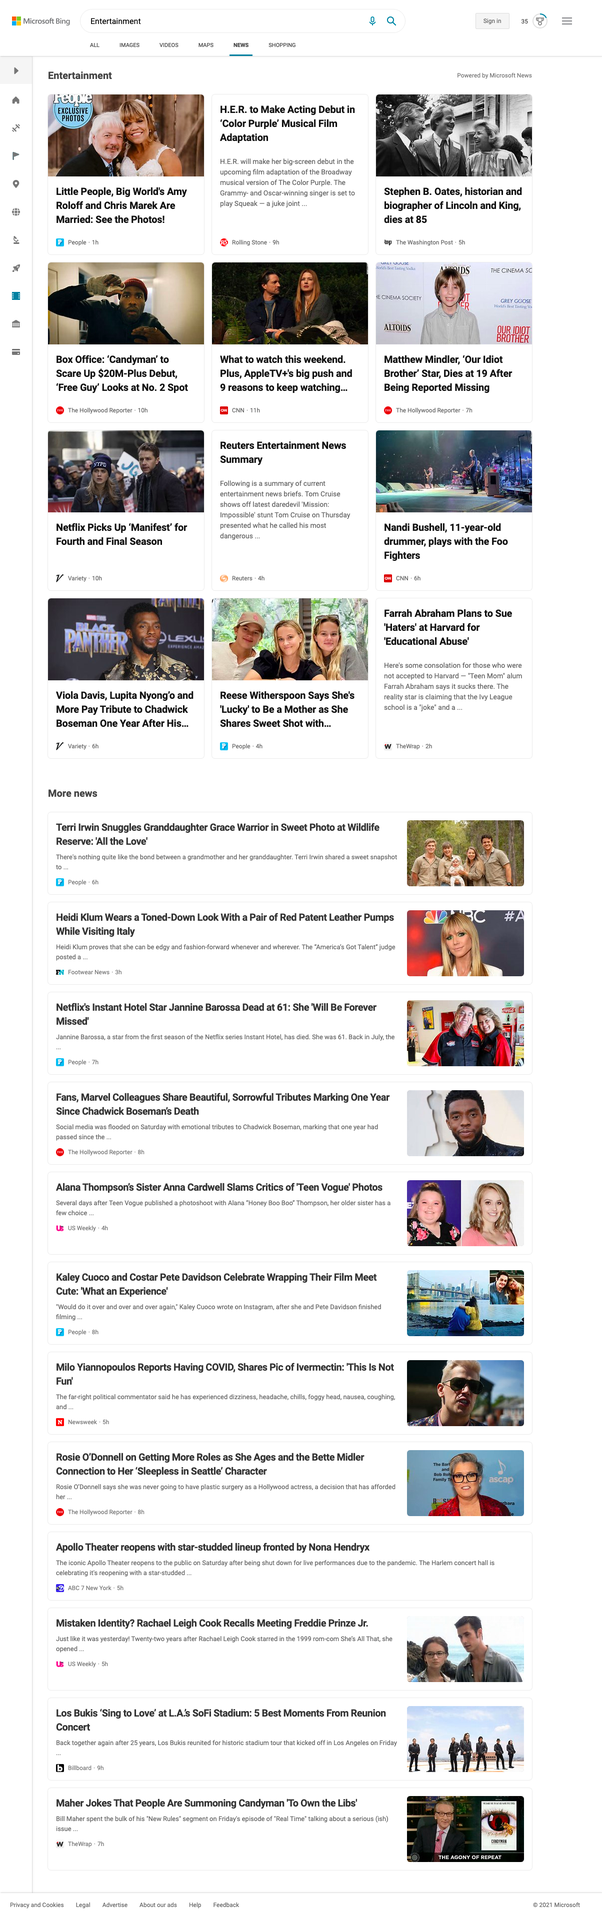 Microsoft Bing
Entertainment
Sign in
35
ALL IMAGES VIDEOS MAPS NEWS SHOPPING
Entertainment
Powered by Microsoft News
People
EXCLUSIVE
PHOTOS
Little People, Big World's Amy
Roloff and Chris Marek Are
Married: See the Photos!
People · 1h
H.E.R. to Make Acting Debut in
'Color Purple' Musical Film
Adaptation
H.E.R. will make her big-screen debut in the
upcoming film adaptation of the Broadway
musical version of The Color Purple. The
Grammy- and Oscar-winning singer is set to
play Squeak — a juke joint ...
Rolling Stone · 9h
Stephen B. Oates, historian and
biographer of Lincoln and King,
dies at 85
The Washington Post · 5h
Box Office: 'Candyman' to
Scare Up $20M-Plus Debut,
'Free Guy' Looks at No. 2 Spot
The Hollywood Reporter · 10h
What to watch this weekend.
Plus, AppleTV+'s big push and
9 reasons to keep watching...
CNN · 11h
THE CINEMA SOCIETY
GREY GOOSE
ALTOIDS
OUR IDIOT
BROTHER
Matthew Mindler, 'Our Idiot
Brother' Star, Dies at 19 After
Being Reported Missing
The Hollywood Reporter · 7h
NYPD
Netflix Picks Up 'Manifest' for
Fourth and Final Season
Variety · 10h
Reuters Entertainment News
Summary
Following is a summary of current
entertainment news briefs. Tom Cruise
shows off latest daredevil 'Mission:
Impossible' stunt Tom Cruise on Thursday
presented what he called his most
dangerous ...
Reuters · 4h
Nandi Bushell, 11-year-old
drummer, plays with the Foo
Fighters
CNN · 6h
BLACK
PANTHER
LEXUS
Viola Davis, Lupita Nyong'o and
More Pay Tribute to Chadwick
Boseman One Year After His...
Variety · 6h
Reese Witherspoon Says She's
'Lucky' to Be a Mother as She
Shares Sweet Shot with...
People · 4h
Farrah Abraham Plans to Sue
'Haters' at Harvard for
'Educational Abuse'
Here's some consolation for those who were
not accepted to Harvard — "Teen Mom" alum
Farrah Abraham says it sucks there. The
reality star is claiming that the Ivy League
school is a "joke" and a ...
TheWrap · 2h
More news
Terri Irwin Snuggles Granddaughter Grace Warrior in Sweet Photo at Wildlife
Reserve: 'All the Love'
There's nothing quite like the bond between a grandmother and her granddaughter. Terri Irwin shared a sweet snapshot
to ...
People · 6h
Heidi Klum Wears a Toned-Down Look With a Pair of Red Patent Leather Pumps
While Visiting Italy
Heidi Klum proves that she can be edgy and fashion-forward whenever and wherever. The "America's Got Talent" judge
posted a ...
Footwear News · 3h
Netflix's Instant Hotel Star Jannine Barossa Dead at 61: She 'Will Be Forever
Missed'
Jannine Barossa, a star from the first season of the Netflix series Instant Hotel, has died. She was 61. Back in July, the
...
People · 7h
Fans, Marvel Colleagues Share Beautiful, Sorrowful Tributes Marking One Year
Since Chadwick Boseman's Death
Social media was flooded on Saturday with emotional tributes to Chadwick Boseman, marking that one year had
passed since the ...
The Hollywood Reporter · 8h
Alana Thompson's Sister Anna Cardwell Slams Critics of 'Teen Vogue' Photos
Several days after Teen Vogue published a photoshoot with Alana "Honey Boo Boo" Thompson, her older sister has a
few choice ...
US Weekly · 4h
Kaley Cuoco and Costar Pete Davidson Celebrate Wrapping Their Film Meet
Cute: 'What an Experience'
"Would do it over and over and over again," Kaley Cuoco wrote on Instagram, after she and Pete Davidson finished
filming ...
People · 8h
Milo Yiannopoulos Reports Having COVID, Shares Pic of Ivermectin: 'This Is Not
Fun'
The far-right political commentator said he has experienced dizziness, headache, chills, foggy head, nausea, coughing,
and ...
Newsweek · 5h
Rosie O'Donnell on Getting More Roles as She Ages and the Bette Midler
Connection to Her 'Sleepless in Seattle' Character
Rosie O'Donnell says she was never going to have plastic surgery as a Hollywood actress, a decision that has afforded
her ...
The Hollywood Reporter · 8h
ascap
Apollo Theater reopens with star-studded lineup fronted by Nona Hendryx
The iconic Apollo Theater reopens to the public on Saturday after being shut down for live performances due to the pandemic. The Harlem concert hall is
celebrating it's reopening with a star-studded ...
ABC 7 New York · 5h
Mistaken Identity? Rachael Leigh Cook Recalls Meeting Freddie Prinze Jr.
Just like it was yesterday! Twenty-two years after Rachael Leigh Cook starred in the 1999 rom-com She's All That, she
opened ...
US Weekly · 5h
Los Bukis 'Sing to Love' at L.A.'s SoFi Stadium: 5 Best Moments From Reunion
Concert
Back together again after 25 years, Los Bukis reunited for historic stadium tour that kicked off in Los Angeles on Friday
...
Billboard · 9h
Maher Jokes That People Are Summoning Candyman 'To Own the Libs'
Bill Maher spent the bulk of his "New Rules" segment on Friday's episode of "Real Time" talking about a serious (ish)
issue ...
TheWrap · 7h
CANDYMAN
THE AGONY OF REPEAT
Privacy and Cookies Legal Advertise About our ads Help Feedback
© 2021 Microsoft